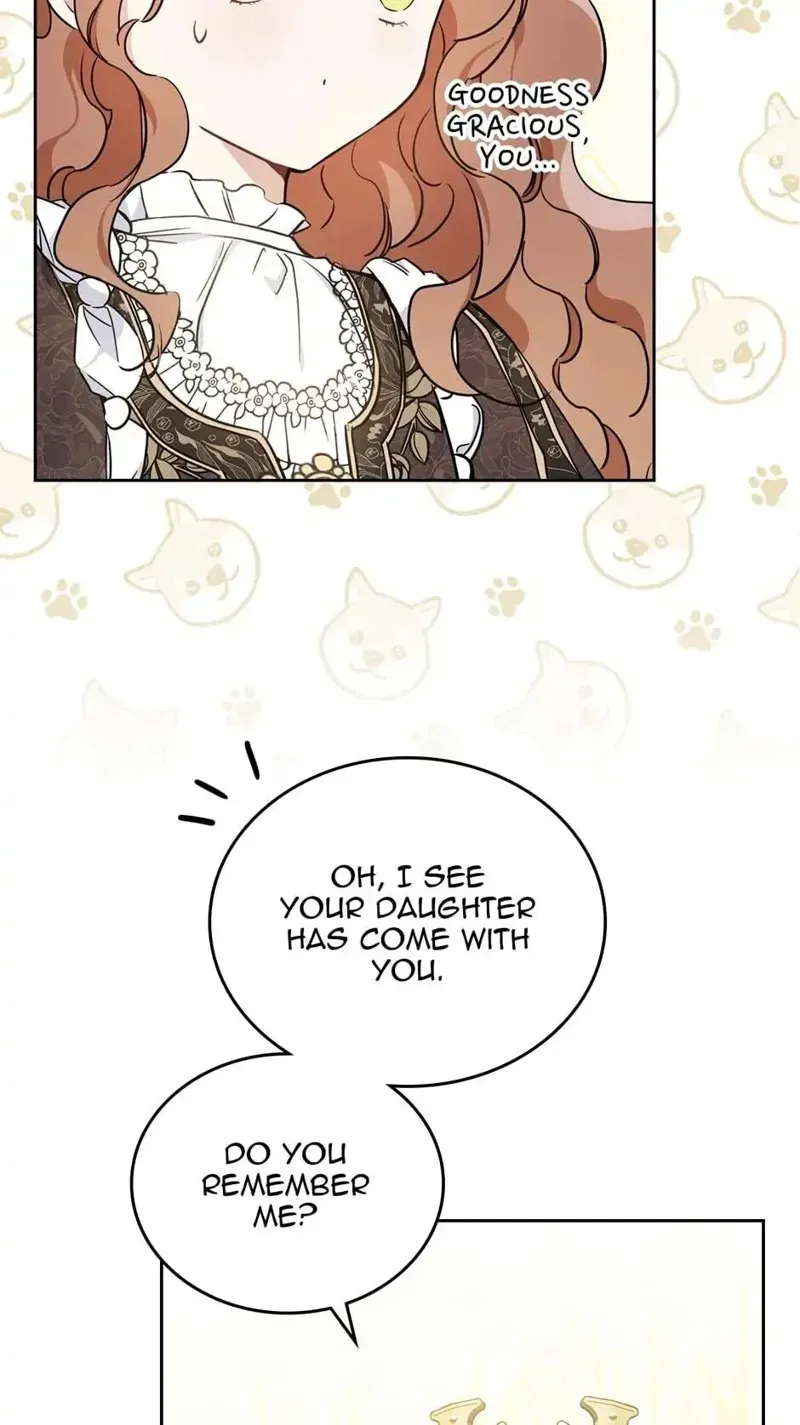 GOODNESS
GRACIOUS,
YOU...
OH, I SEE
YOUR DAUGHTER
HAS COME WITH
YOU.
DO YOU
REMEMBER
ME?